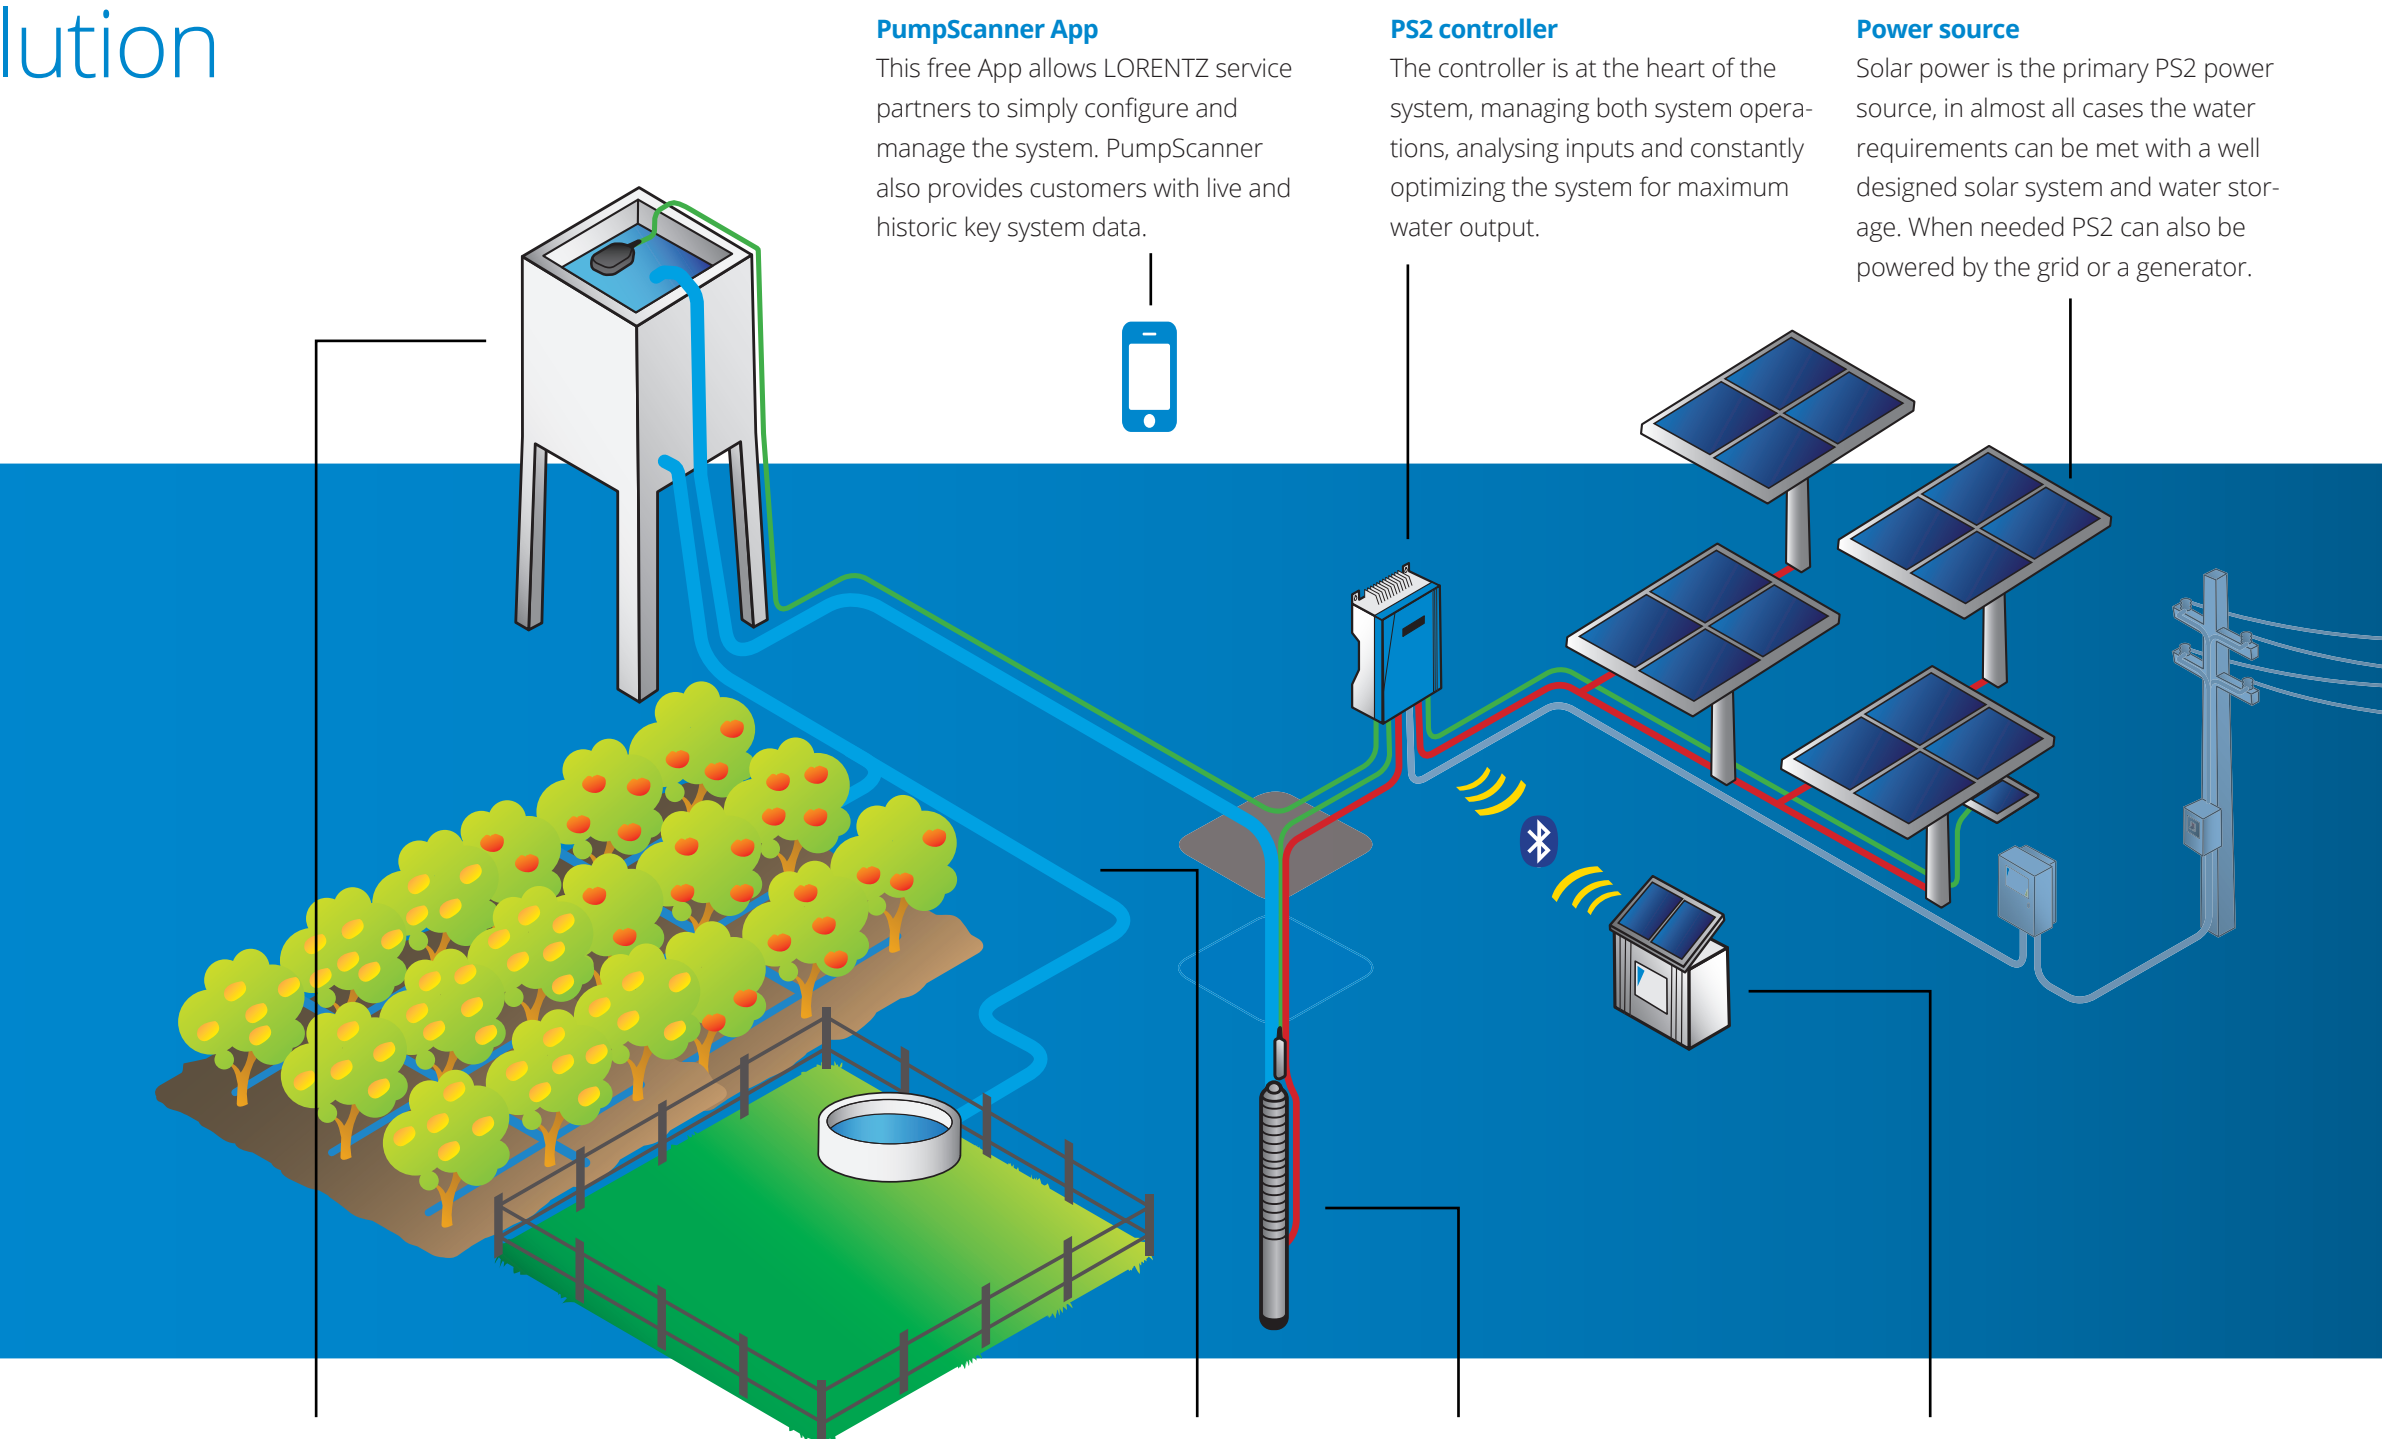 lution
PumpScanner App
This free App allows LORENTZ service
partners to simply configure and
manage the system. PumpScanner
also provides customers with live and
historic key system data.
PS2 controller
The controller is at the heart of the
system, managing both system opera-
tions, analysing inputs and constantly
optimizing the system for maximum
water output.
Power source
Solar power is the primary PS2 power
source, in almost all cases the water
requirements can be met with a well
designed solar system and water stor-
age. When needed PS2 can also be
powered by the grid or a generator.